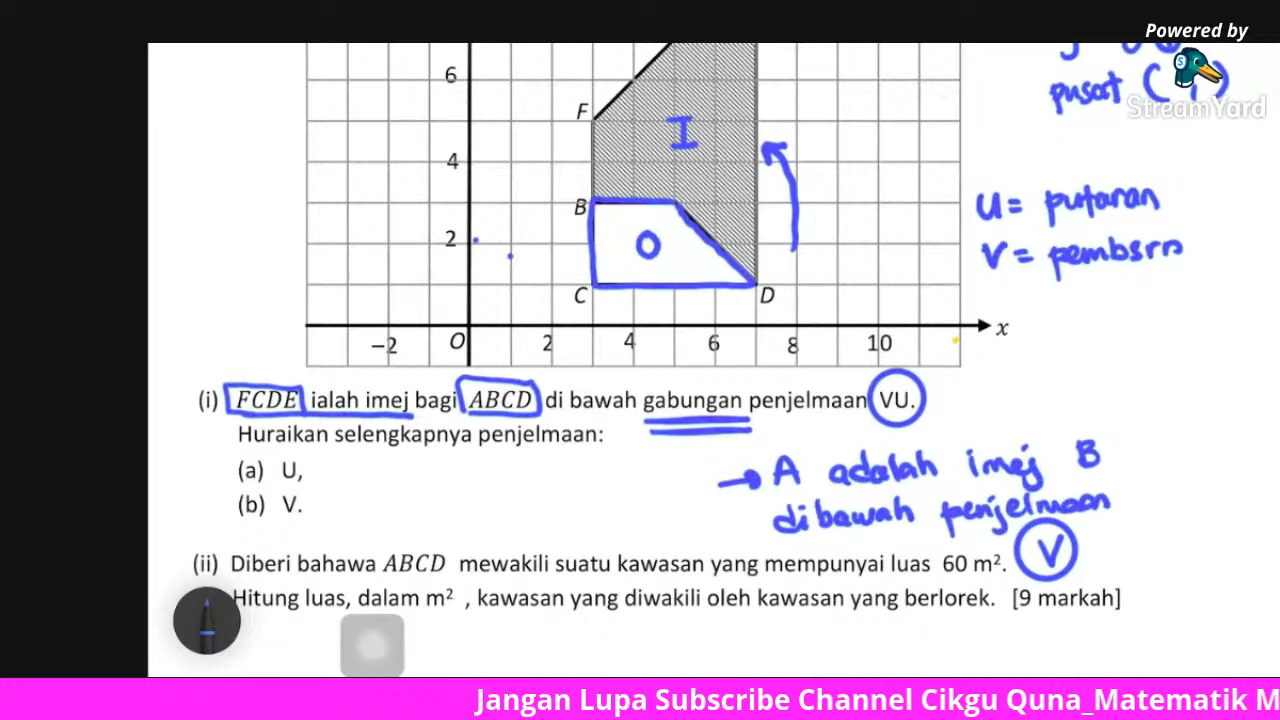 Powered by
StreamYard
pusat ( 1 , 1 )
6
F
I
4
B
2
O
C
D
U = putaran
V =
x
−2
O
2
4
6
8
10
(i) FCDE ialah imej bagi ABCD di bawah gabungan penjelmaan VU.
Huraikan selengkapnya penjelmaan:
(a) U,
(b) V.
→ A adalah imej B
dibawah penjelmaan
V
(ii) Diberi bahawa ABCD mewakili suatu kawasan yang mempunyai luas 60 m².
Hitung luas, dalam m² , kawasan yang diwakili oleh kawasan yang berlorek. [9 markah]
Jangan Lupa Subscribe Channel Cikgu Quna_Matematik M